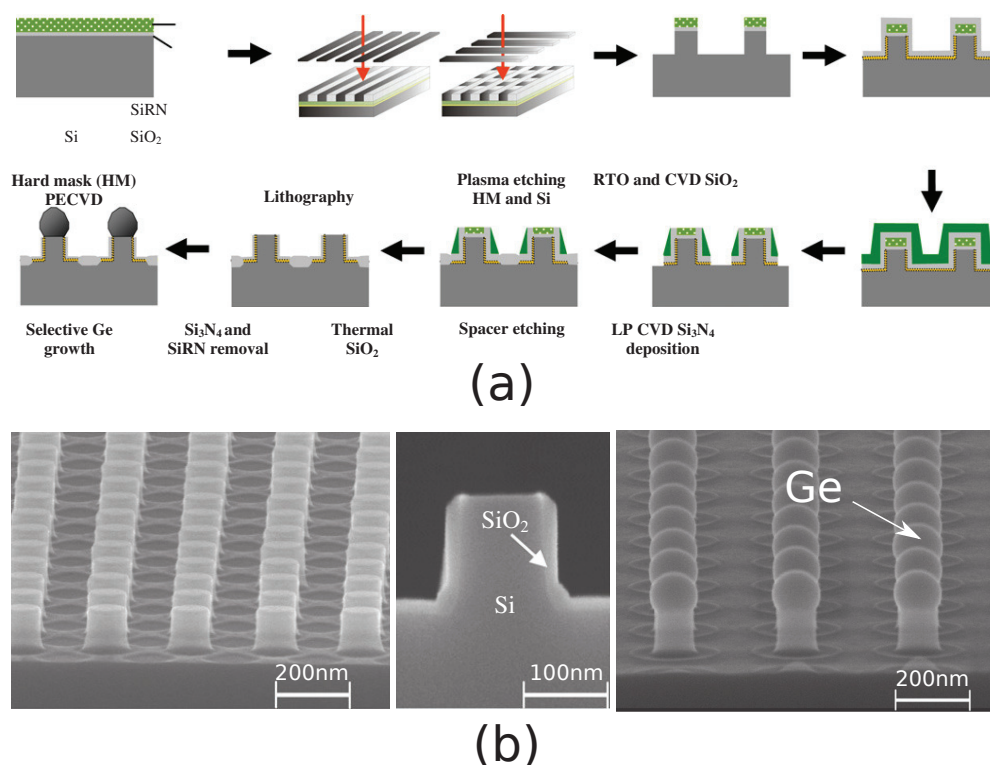 SiRN
Si
SiO₂
Hard mask (HM)
PECVD
Lithography
Plasma etching
HM and Si
RTO and CVD SiO₂
Selective Ge
growth
Si₃N₄ and
SiRN removal
Thermal
SiO₂
Spacer etching
LP CVD Si₃N₄
deposition
(a)
SiO₂
Si
Ge
200nm
100nm
200nm
(b)